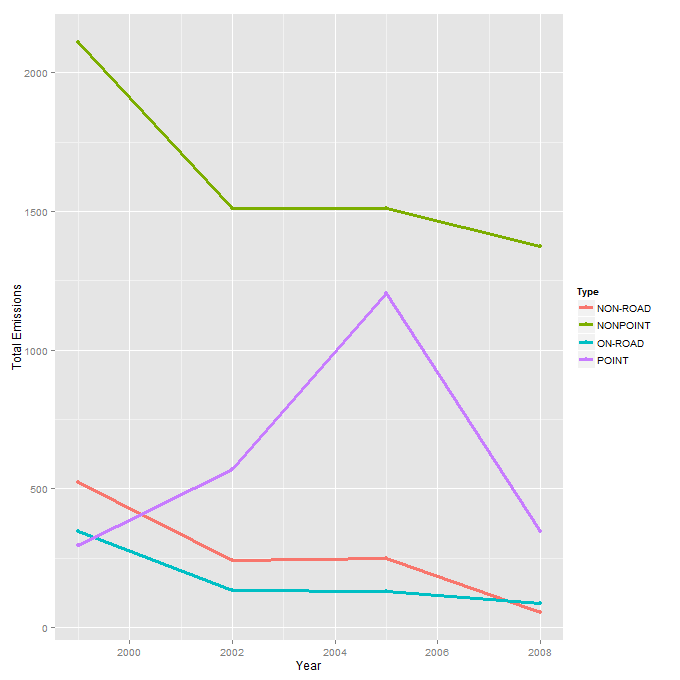 2000
1500
1000
500
0
Total Emissions
2000 2002 2004 2006 2008
Year
Type
NON-ROAD
NONPOINT
ON-ROAD
POINT